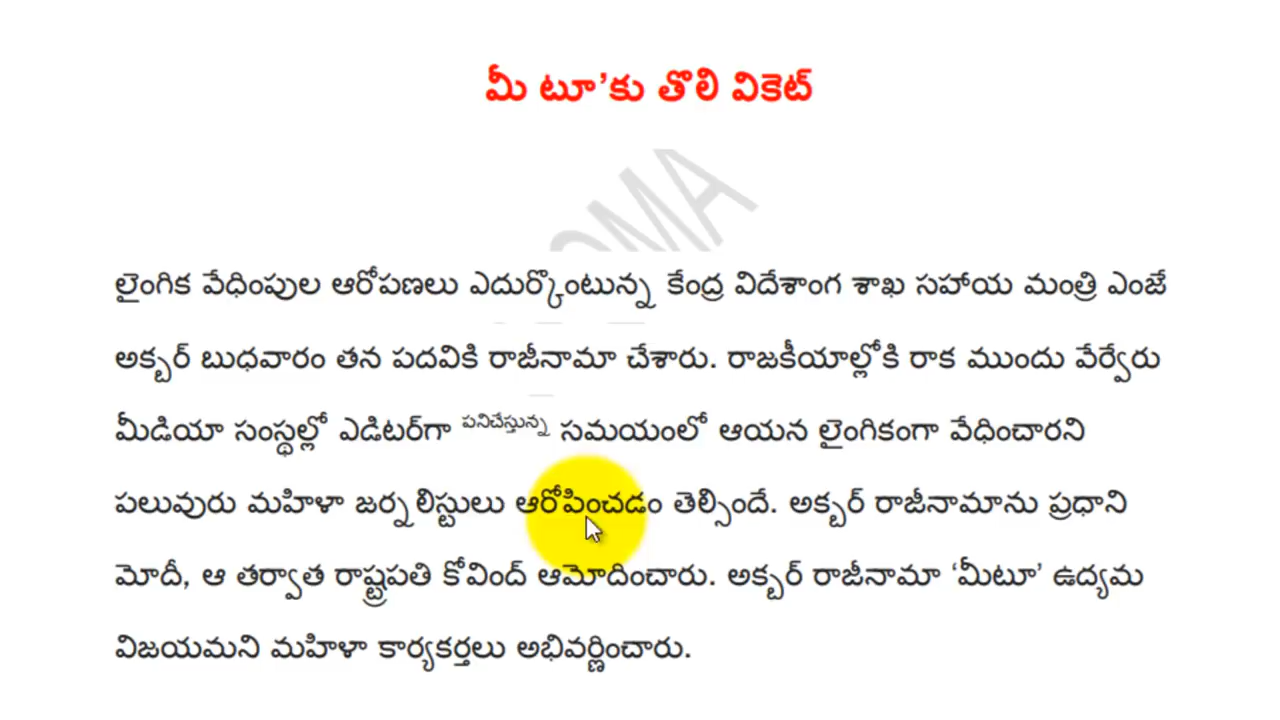 మీ టూ’కు తొలి వికెట్
లైంగిక వేధింపుల ఆరోపణలు ఎదుర్కొంటున్న కేంద్ర విదేశాంగ శాఖ సహాయ మంత్రి ఎంజే
అక్బర్ బుధవారం తన పదవికి రాజీనామా చేశారు. రాజకీయాల్లోకి రాక ముందు వేర్వేరు
మీడియా సంస్థల్లో ఎడిటర్‌గా పనిచేస్తున్న సమయంలో ఆయన లైంగికంగా వేధించారని
పలువురు మహిళా జర్నలిస్టులు ఆరోపించడం తెల్సిందే. అక్బర్ రాజీనామాను ప్రధాని
మోదీ, ఆ తర్వాత రాష్ట్రపతి కోవింద్ ఆమోదించారు. అక్బర్ రాజీనామా ‘మీటూ’ ఉద్యమ
విజయమని మహిళా కార్యకర్తలు అభివర్ణించారు.